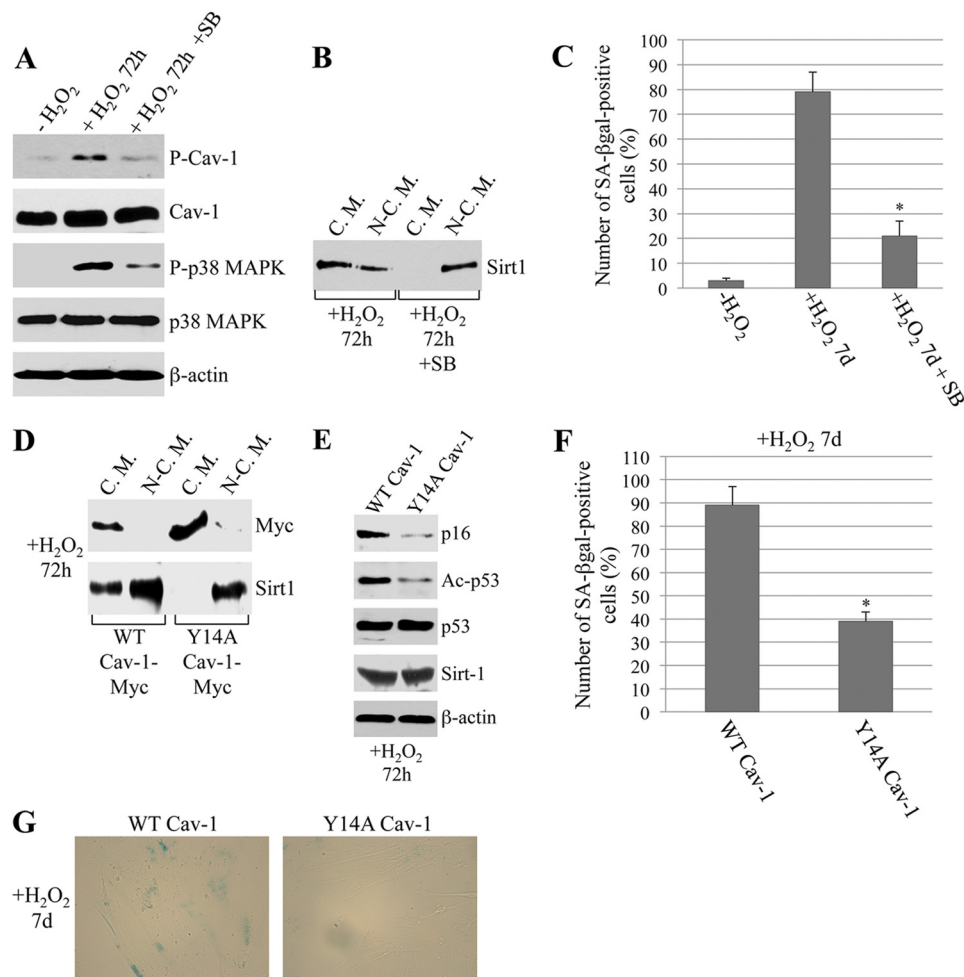 A
- H2O2
+ H2O2 72h
+ H2O2 72h +SB
P-Cav-1
Cav-1
P-p38 MAPK
p38 MAPK
β-actin
B
C. M.
N-C. M.
C. M.
N-C. M.
Sirt1
+H2O2
72h
+H2O2
72h
+SB
C
Number of SA-βgal-positive
cells (%)
100
90
80
70
60
50
40
30
20
10
0
*
-H2O2
+H2O2 7d
+H2O2 7d + SB
D
C. M.
N-C. M.
C. M.
N-C. M.
+H2O2
72h
Myc
Sirt1
WT
Cav-1-
Myc
Y14A
Cav-1-
Myc
E
WT Cav-1
Y14A Cav-1
p16
Ac-p53
p53
Sirt-1
β-actin
+H2O2
72h
F
+H2O2 7d
Number of SA-βgal-positive
cells (%)
110
100
90
80
70
60
50
40
30
20
10
0
*
WT Cav-1
Y14A Cav-1
G
WT Cav-1
Y14A Cav-1
+H2O2
7d